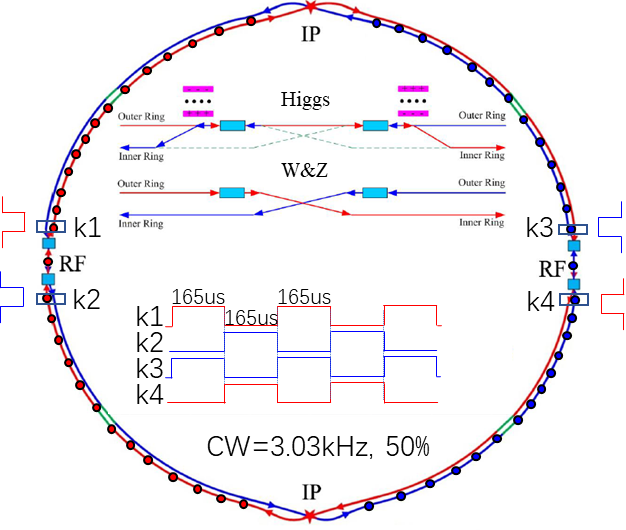 IP
Higgs
Outer Ring
Outer Ring
Inner Ring
Inner Ring
W&Z
Outer Ring
Outer Ring
Inner Ring
Inner Ring
k1
k3
RF
RF
k2
k4
165us
165us
165us
k1
k2
k3
k4
CW=3.03kHz, 50%
IP